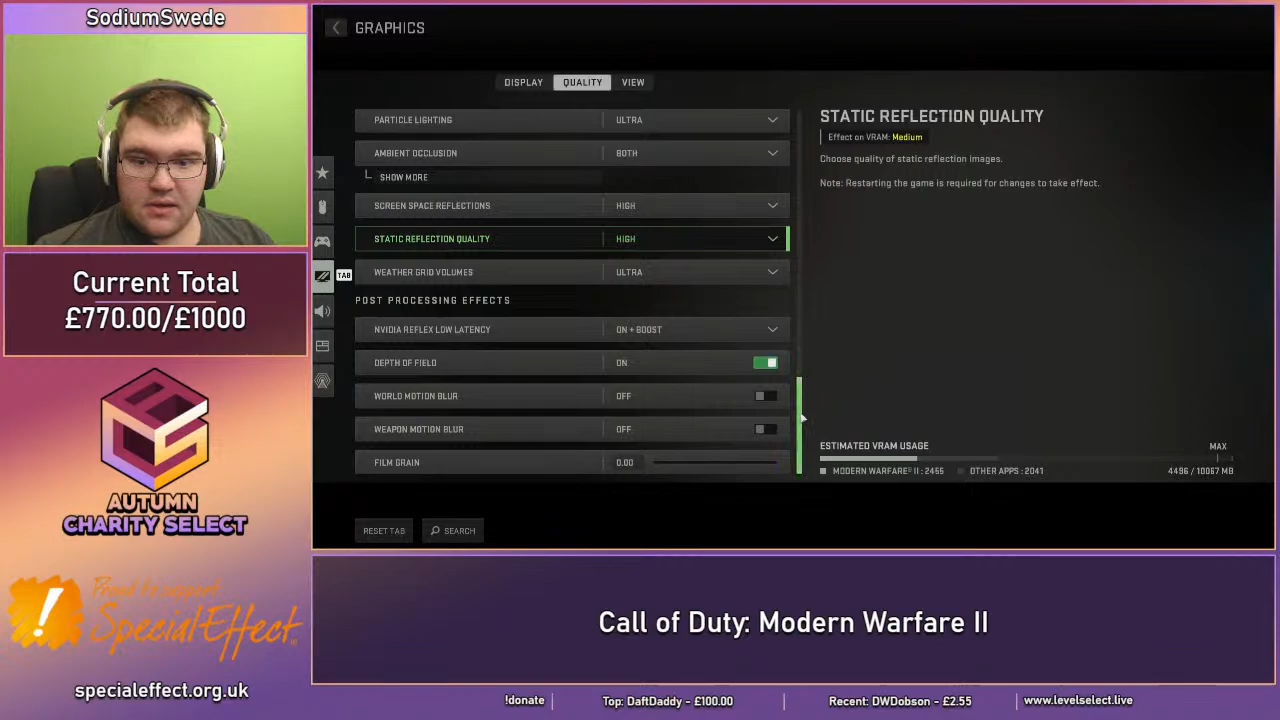 SodiumSwede
Current Total
£770.00/£1000
AUTUMN
CHARITY SELECT
Proud to support
SpecialEffect
specialeffect.org.uk
GRAPHICS
DISPLAY QUALITY VIEW
PARTICLE LIGHTING ULTRA
AMBIENT OCCLUSION BOTH
SHOW MORE
SCREEN SPACE REFLECTIONS HIGH
STATIC REFLECTION QUALITY HIGH
TAB
WEATHER GRID VOLUMES ULTRA
POST PROCESSING EFFECTS
NVIDIA REFLEX LOW LATENCY ON + BOOST
DEPTH OF FIELD ON
WORLD MOTION BLUR OFF
WEAPON MOTION BLUR OFF
FILM GRAIN 0.00
RESET TAB SEARCH
STATIC REFLECTION QUALITY
Effect on VRAM: Medium
Choose quality of static reflection images.
Note: Restarting the game is required for changes to take effect.
ESTIMATED VRAM USAGE MAX
MODERN WARFARE® II : 2455 OTHER APPS : 2041 4496 / 10067 MB
Call of Duty: Modern Warfare II
!donate Top: DaftDaddy - £100.00 Recent: DWDobson - £2.55 www.levelselect.live